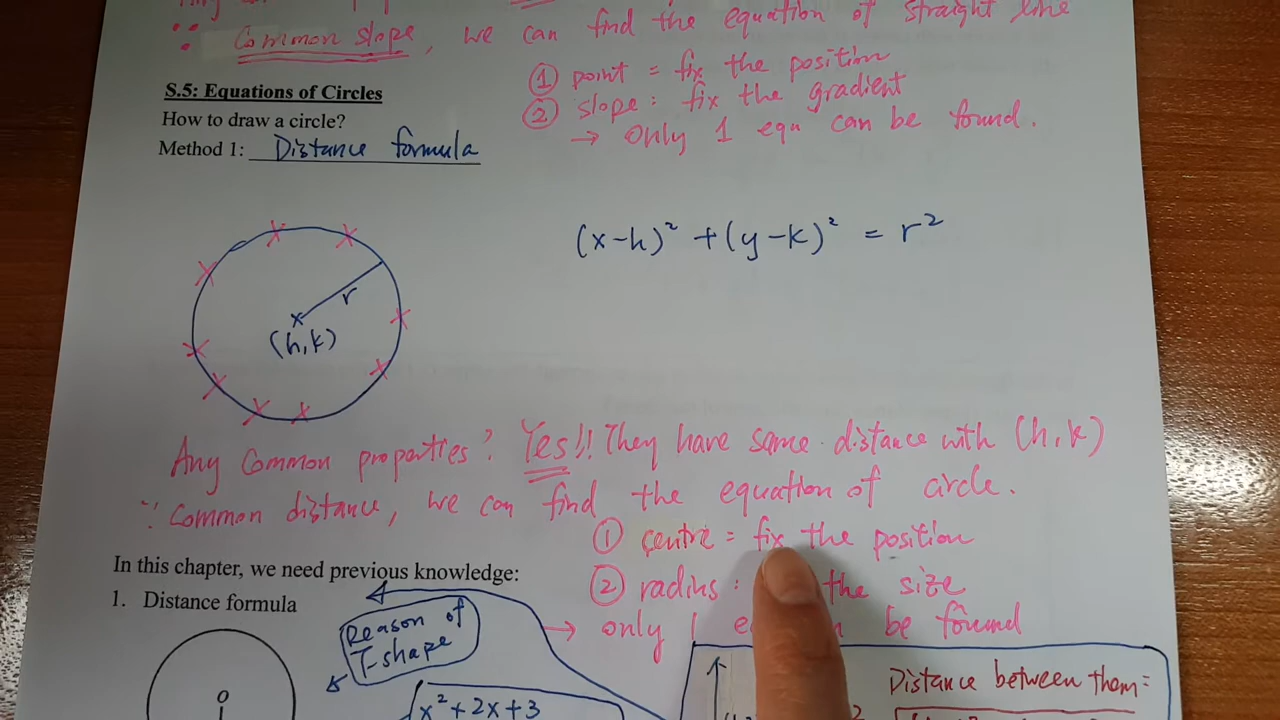 we can find the equation of straight line
∵ Common slope,
① point = fix the position
② slope: fix the gradient
→ Only 1 equ can be found.
S.5: Equations of Circles
How to draw a circle?
Method 1: Distance formula
(x-h)² + (y-k)² = r²
r
(h,k)
Any Common properties? Yes!! They have same distance with (h,k)
∵ Common distance, we can find the equation of circle.
① centre = fix the position
② radius: the size
→ only 1 be found
In this chapter, we need previous knowledge:
1. Distance formula
Reason of
T-shape
√x²+2x+3
Distance between them =